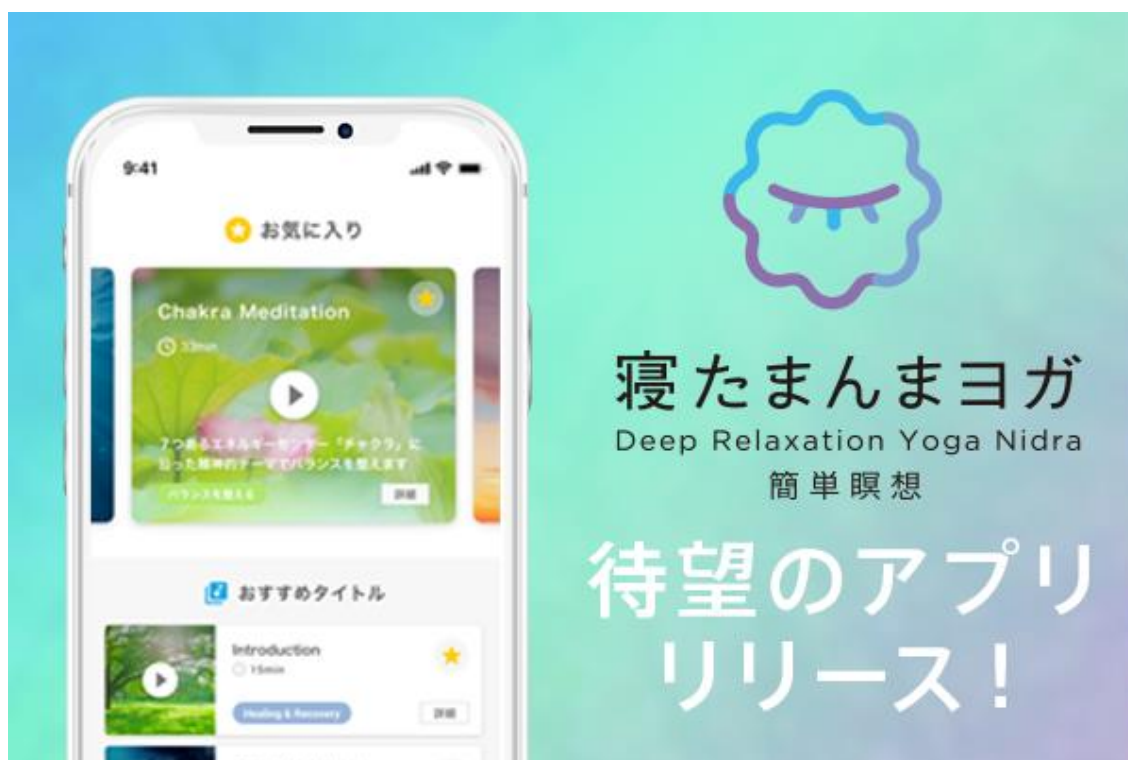 9:41
お気に入り
Chakra Meditation
33min
7つあるエネルギーセンター「チャクラ」に
沿った精神的テーマでバランスを整えます
バランスを整える
詳細
おすすめタイトル
Introduction
15min
Healing & Recovery
詳細
寝たまんまヨガ
Deep Relaxation Yoga Nidra
簡単瞑想
待望のアプリ
リリース！